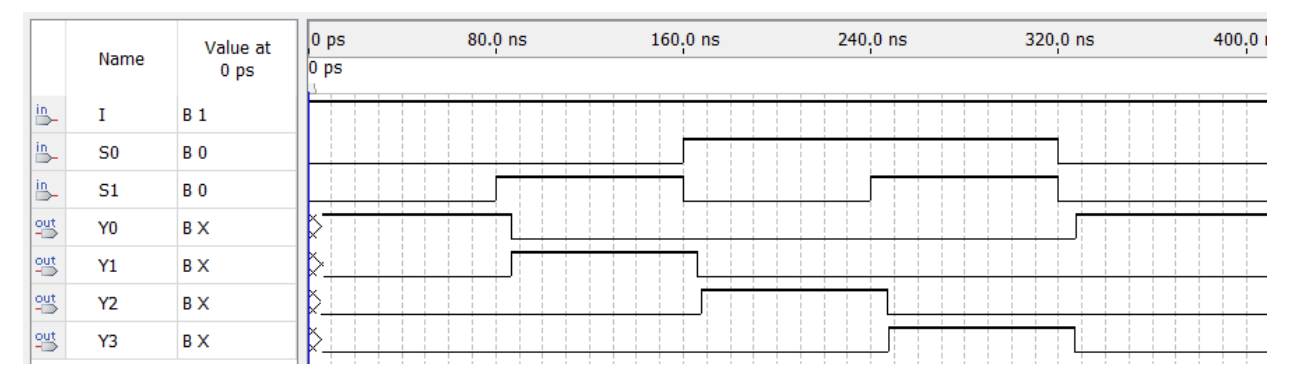 Name
Value at
0 ps
0 ps
80.0 ns
160.0 ns
240.0 ns
320.0 ns
400.0
0 ps
in
I
B 1
in
S0
B 0
in
S1
B 0
out
Y0
B X
out
Y1
B X
out
Y2
B X
out
Y3
B X